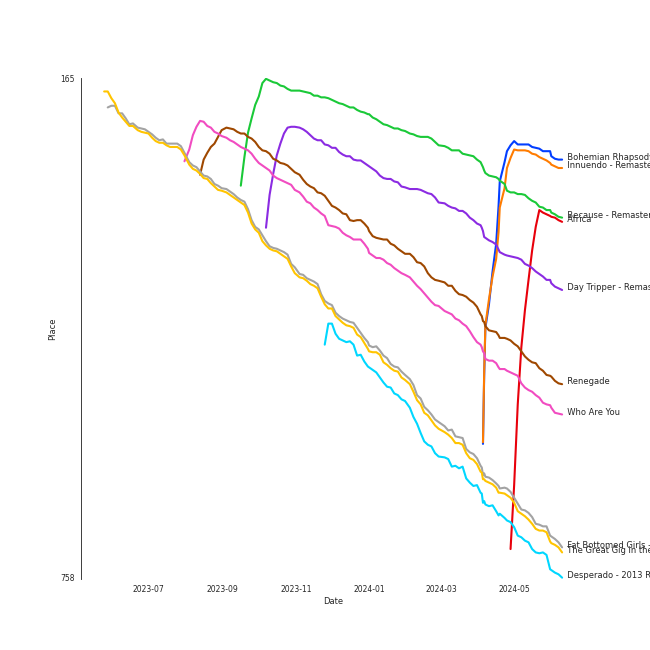 165
Bohemian Rhapsody
Innuendo - Remaste
Because - Remaster
Africa
Day Tripper - Remas
Place
Renegade
Who Are You
Fat Bottomed Girls -
The Great Gig in the
758
Desperado - 2013 R
2023-07
2023-09
2023-11
2024-01
2024-03
2024-05
Date